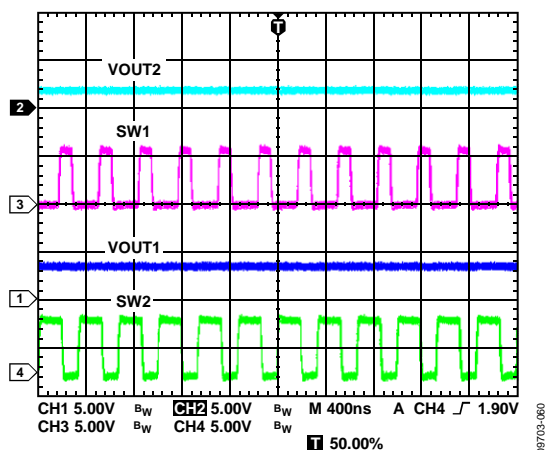 T
VOUT2
2
SW1
3
VOUT1
1
SW2
4
CH1 5.00V BW CH2 5.00V BW M 400ns A CH4 1.90V
CH3 5.00V BW CH4 5.00V BW
T 50.00%
09703-060